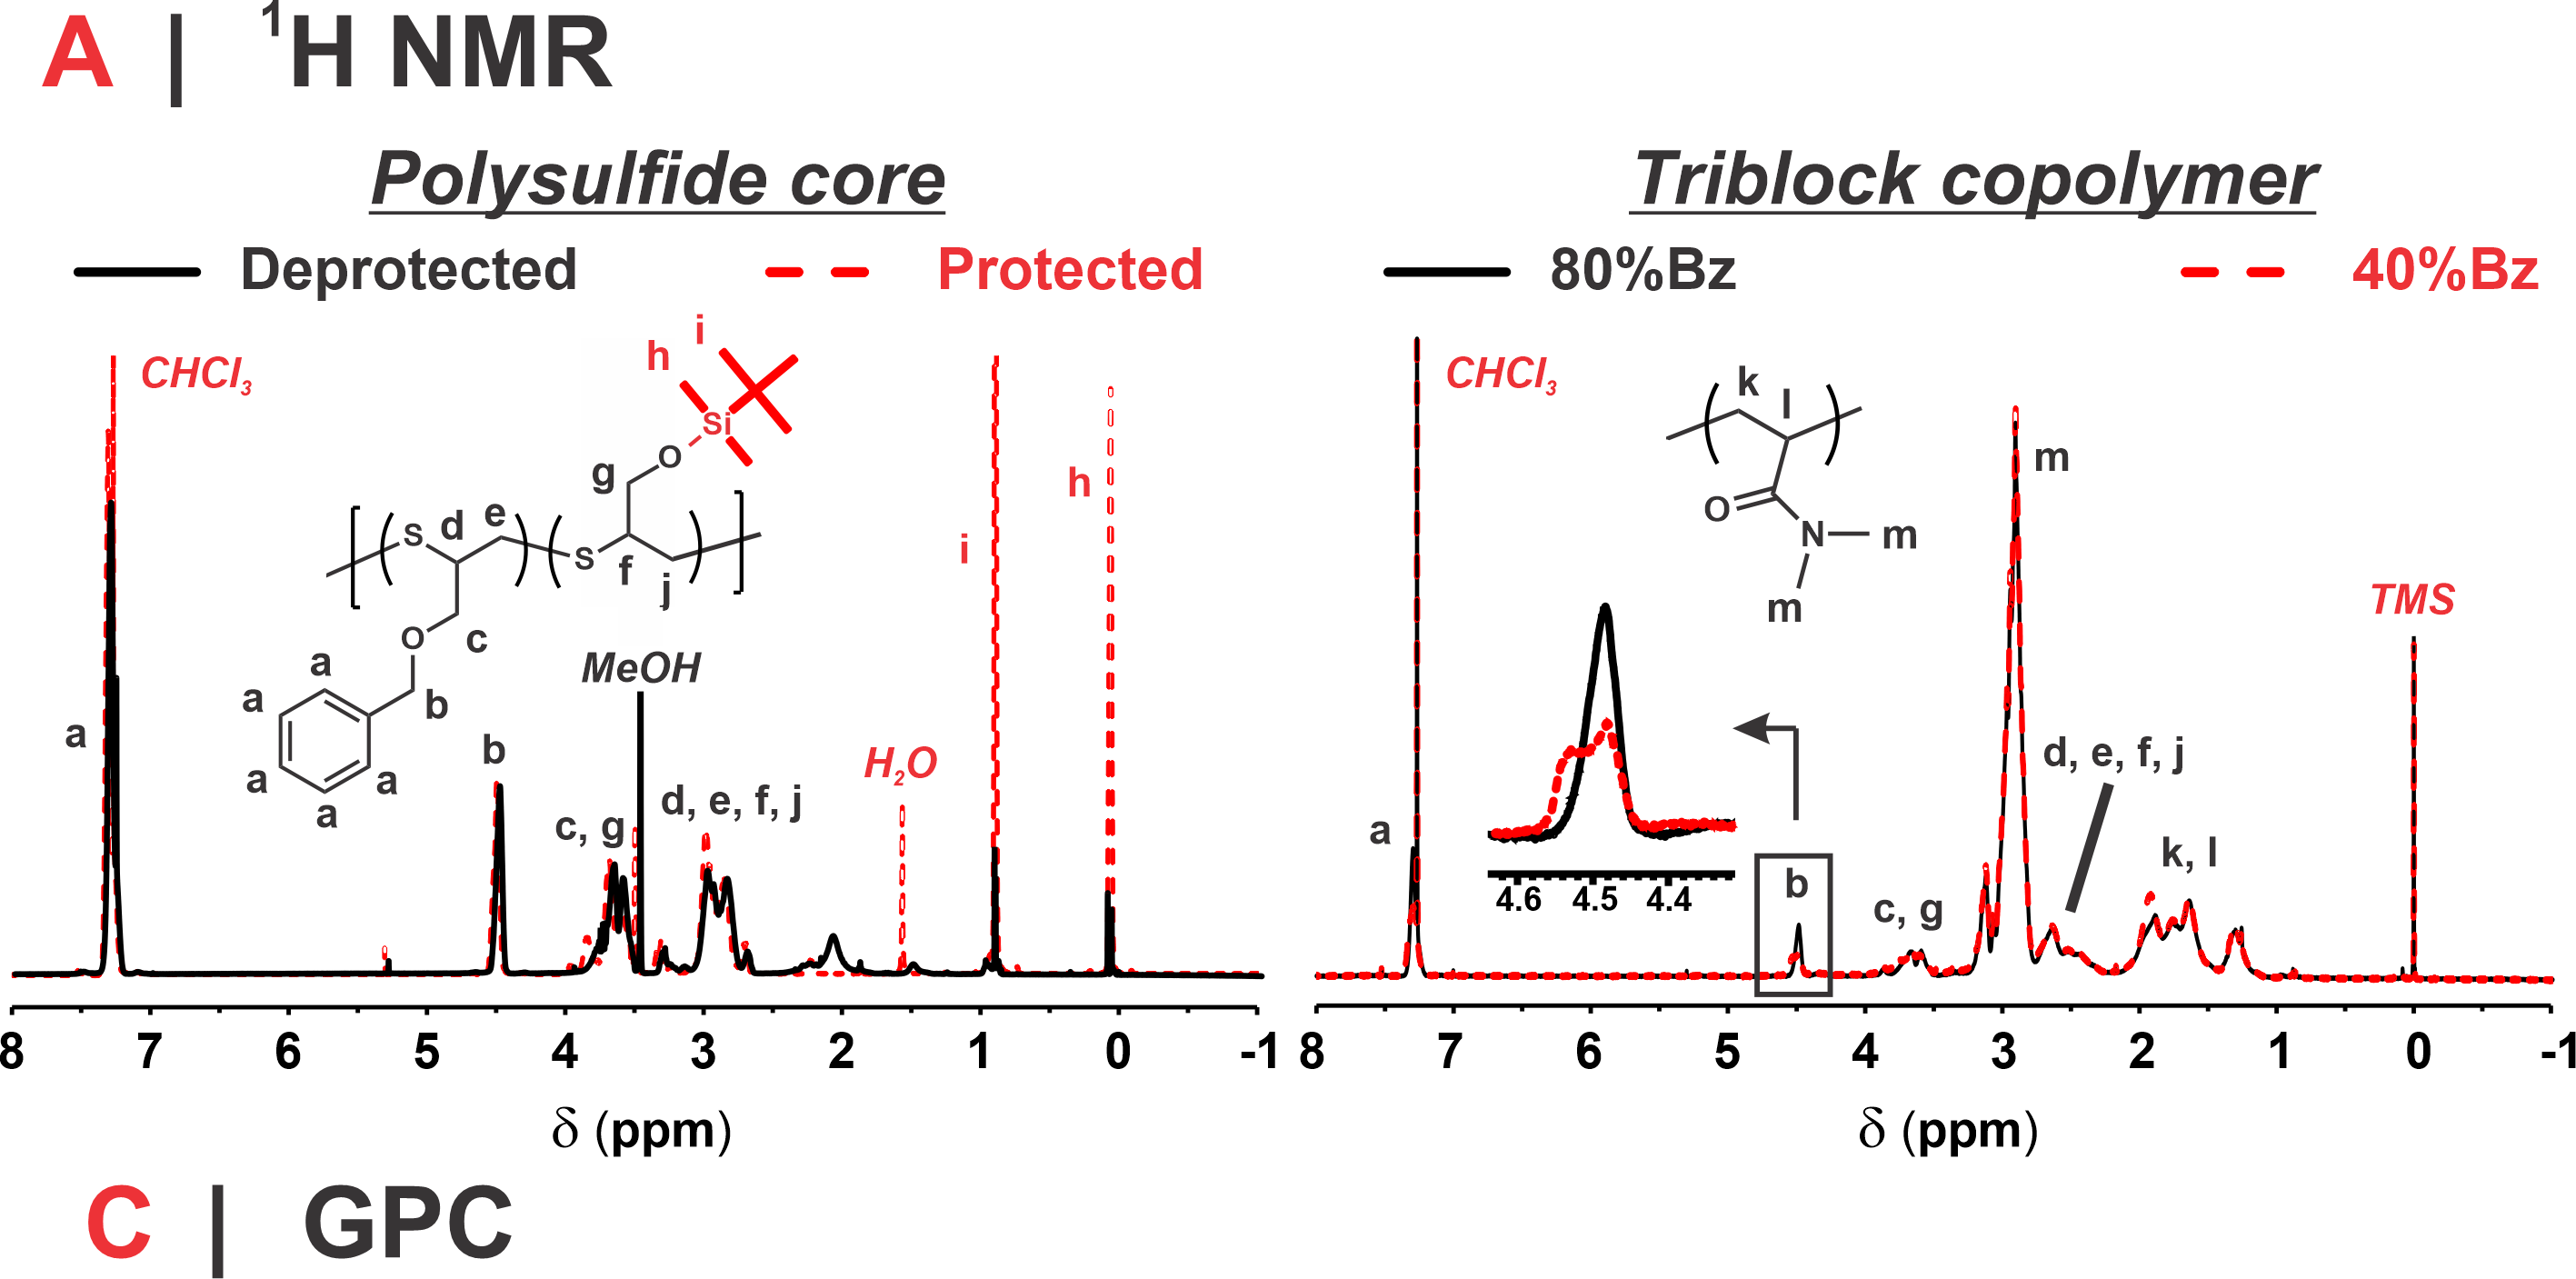 A | ¹H NMR
Polysulfide core
Deprotected
Protected
CHCl₃
h
i
Si
O
g
S
d
e
S
f
j
O
c
a
a
b
a
a
a
a
b
MeOH
c, g
d, e, f, j
H₂O
i
h
8 7 6 5 4 3 2 1 0 -1
δ (ppm)
Triblock copolymer
80%Bz
40%Bz
CHCl₃
k
l
O
N
m
m
m
TMS
a
4.6 4.5 4.4
b
c, g
d, e, f, j
k, l
8 7 6 5 4 3 2 1 0 -1
δ (ppm)
C | GPC